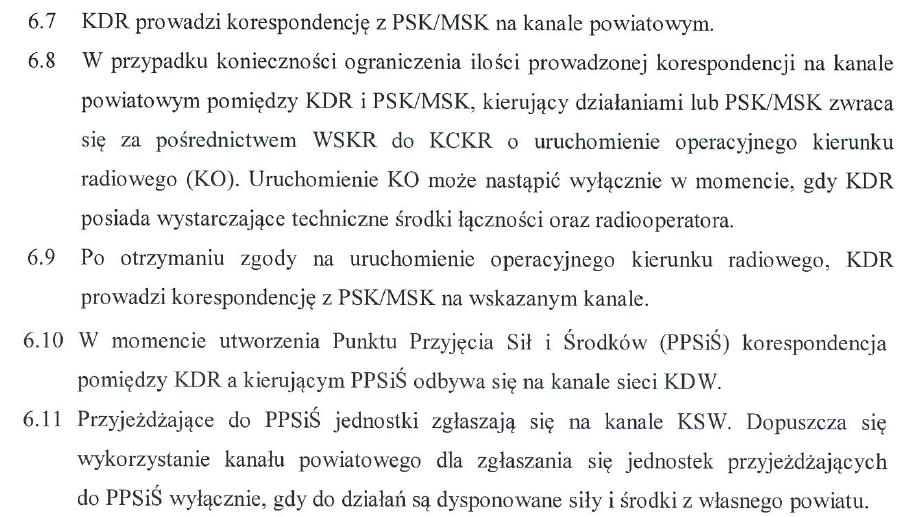 6.7 KDR prowadzi korespondencję z PSK/MSK na kanale powiatowym.
6.8 W przypadku konieczności ograniczenia ilości prowadzonej korespondencji na kanale
powiatowym pomiędzy KDR i PSK/MSK, kierujący działaniami lub PSK/MSK zwraca
się za pośrednictwem WSKR do KCKR o uruchomienie operacyjnego kierunku
radiowego (KO). Uruchomienie KO może nastąpić wyłącznie w momencie, gdy KDR
posiada wystarczające techniczne środki łączności oraz radiooperatora.
6.9 Po otrzymaniu zgody na uruchomienie operacyjnego kierunku radiowego, KDR
prowadzi korespondencję z PSK/MSK na wskazanym kanale.
6.10 W momencie utworzenia Punktu Przyjęcia Sił i Środków (PPSiŚ) korespondencja
pomiędzy KDR a kierującym PPSiŚ odbywa się na kanale sieci KDW.
6.11 Przyjeżdżające do PPSiŚ jednostki zgłaszają się na kanale KSW. Dopuszcza się
wykorzystanie kanału powiatowego dla zgłaszania się jednostek przyjeżdżających
do PPSiŚ wyłącznie, gdy do działań są dysponowane siły i środki z własnego powiatu.